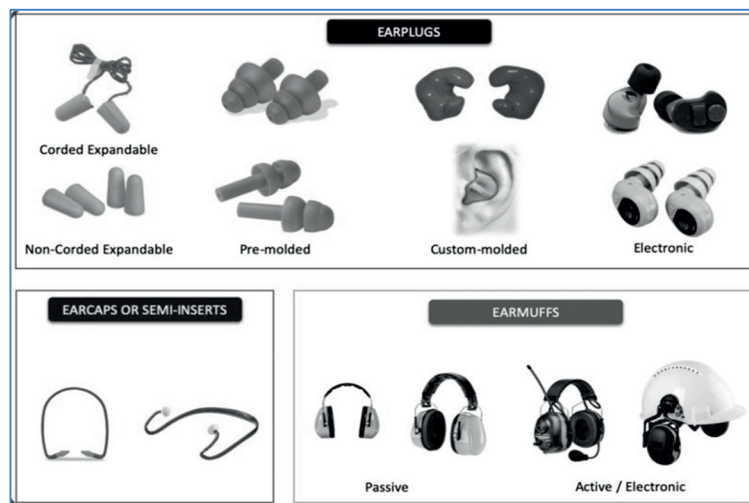 EARPLUGS
Corded Expandable
Non-Corded Expandable
Pre-molded
Custom-molded
Electronic
EARCAPS OR SEMI-INSERTS
EARMUFFS
Passive
Active / Electronic